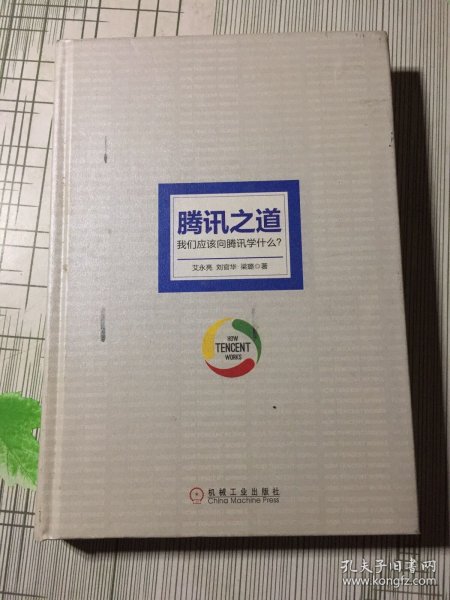 腾讯之道
我们应该向腾讯学什么?
艾永亮 刘官华 梁璐◎著
HOW
TENCENT
WORKS
机械工业出版社
China Machine Press
孔夫子旧书网
www.kongfz.com